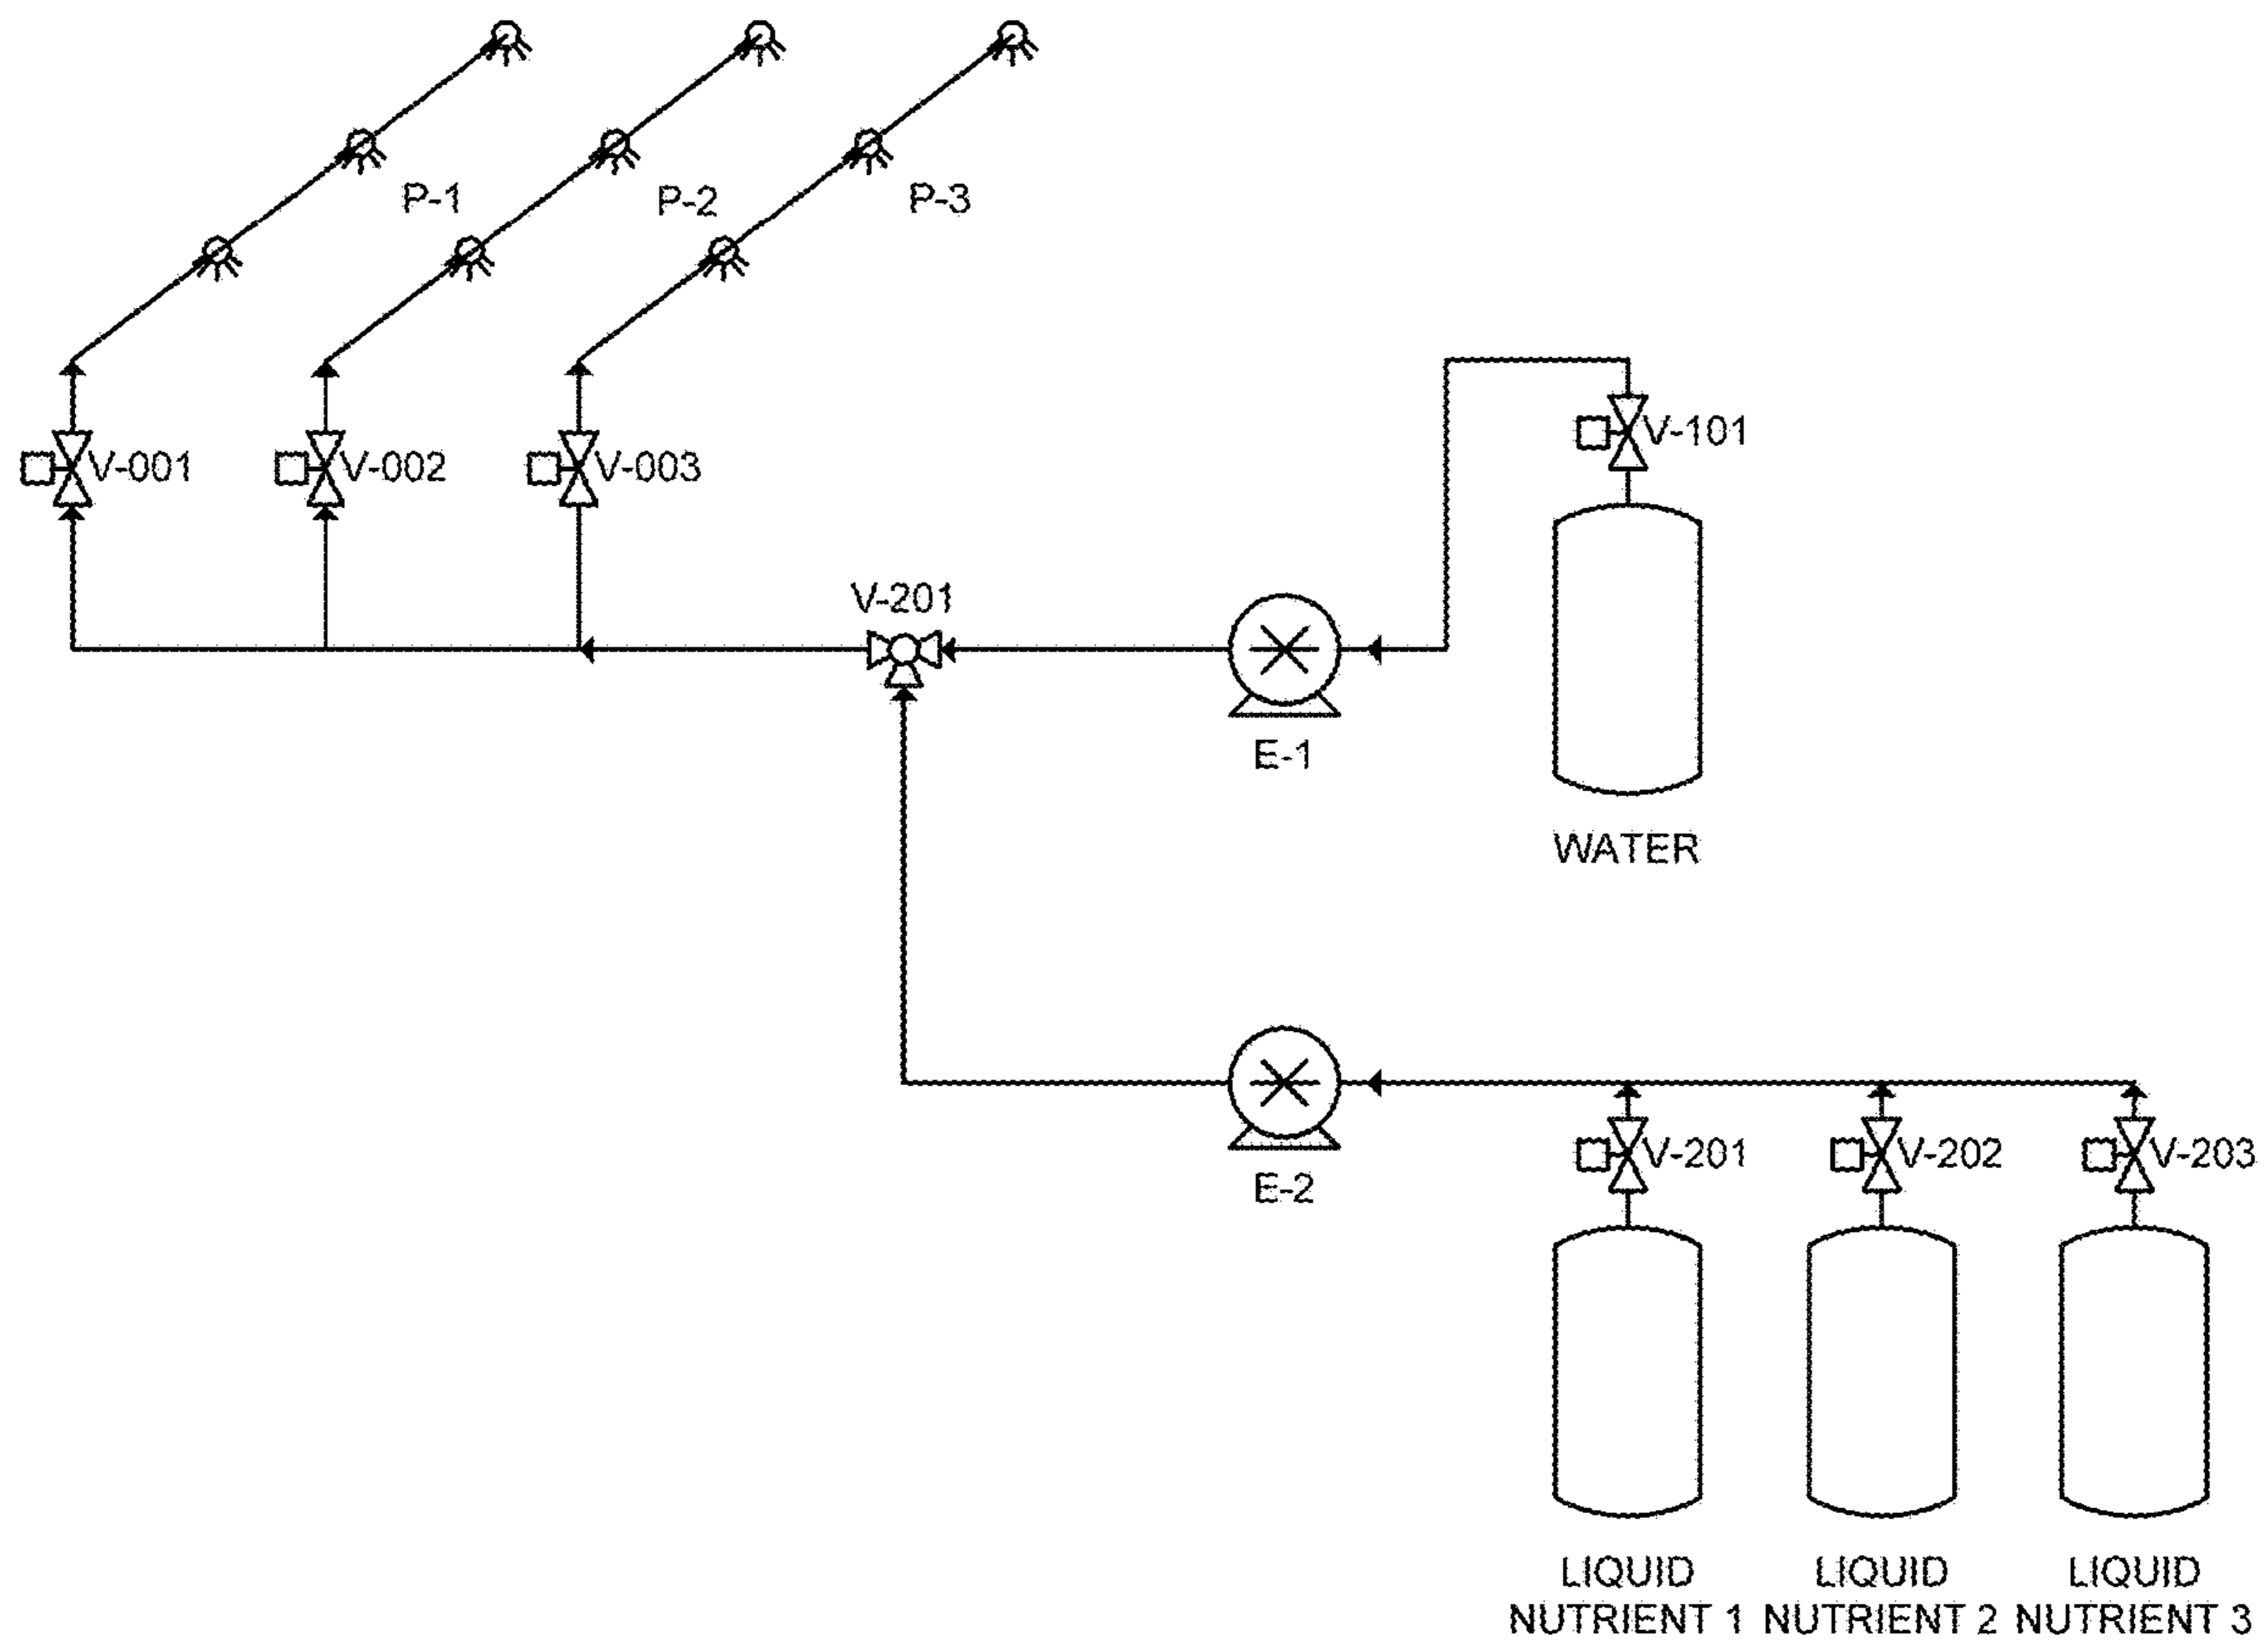 P-1
P-2
P-3
V-001
V-002
V-003
V-101
V-201
E-1
WATER
E-2
V-201
V-202
V-203
LIQUID
NUTRIENT 1
LIQUID
NUTRIENT 2
LIQUID
NUTRIENT 3